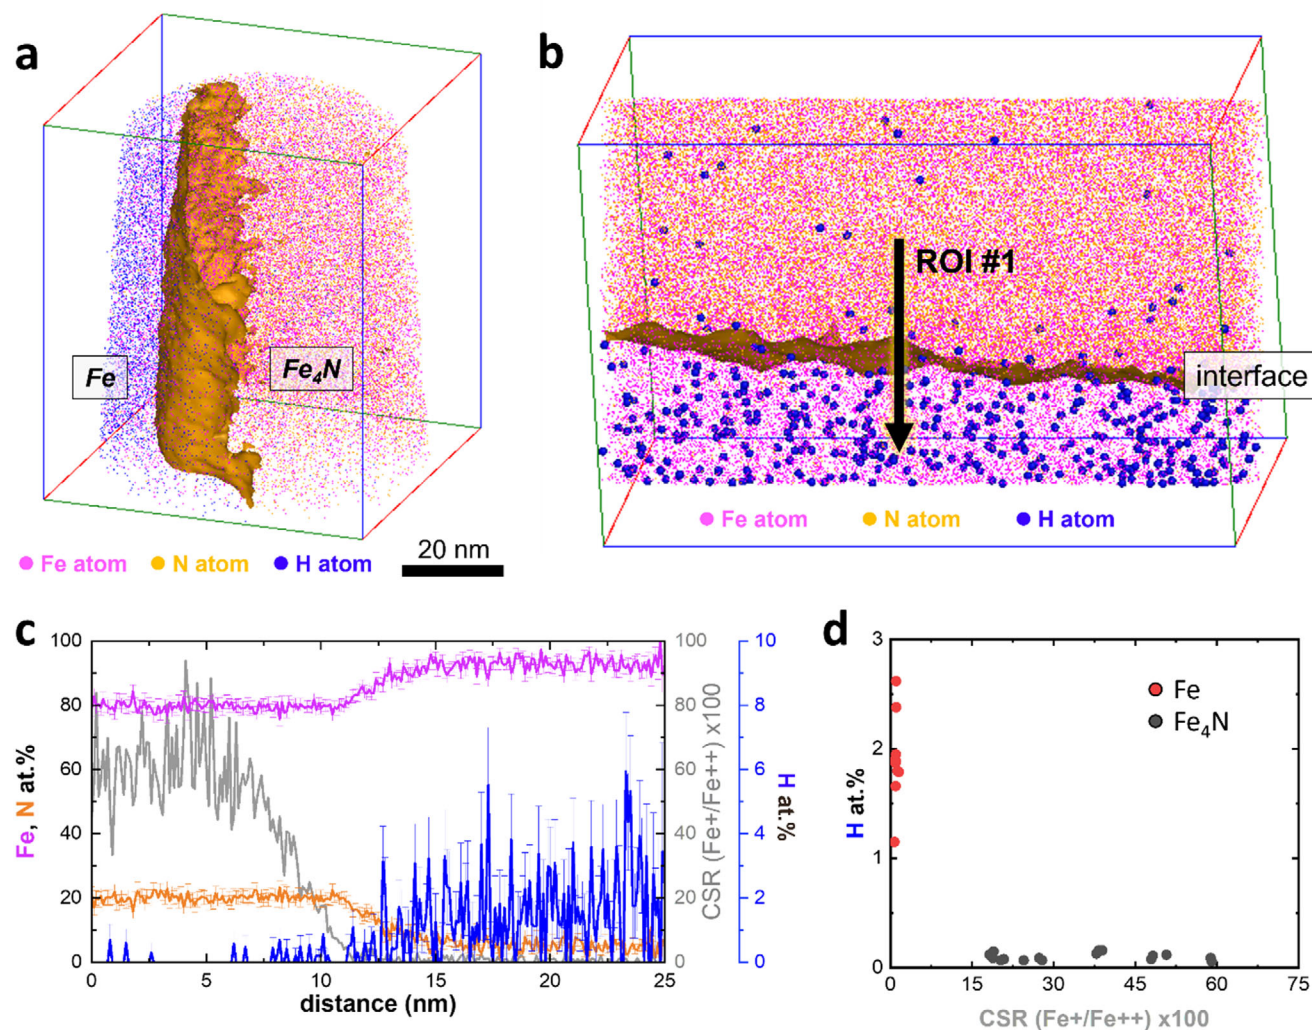 a
Fe
Fe₄N
Fe atom N atom H atom
20 nm
b
ROI #1
interface
Fe atom N atom H atom
c
100
80
60
40
20
0
Fe, N at.%
0 5 10 15 20 25
distance (nm)
100
80
60
40
20
0
CSR (Fe+/Fe++) x100
10
8
6
4
2
0
H at.%
d
3
2
1
0
H at.%
Fe
Fe₄N
0 15 30 45 60 75
CSR (Fe+/Fe++) x100